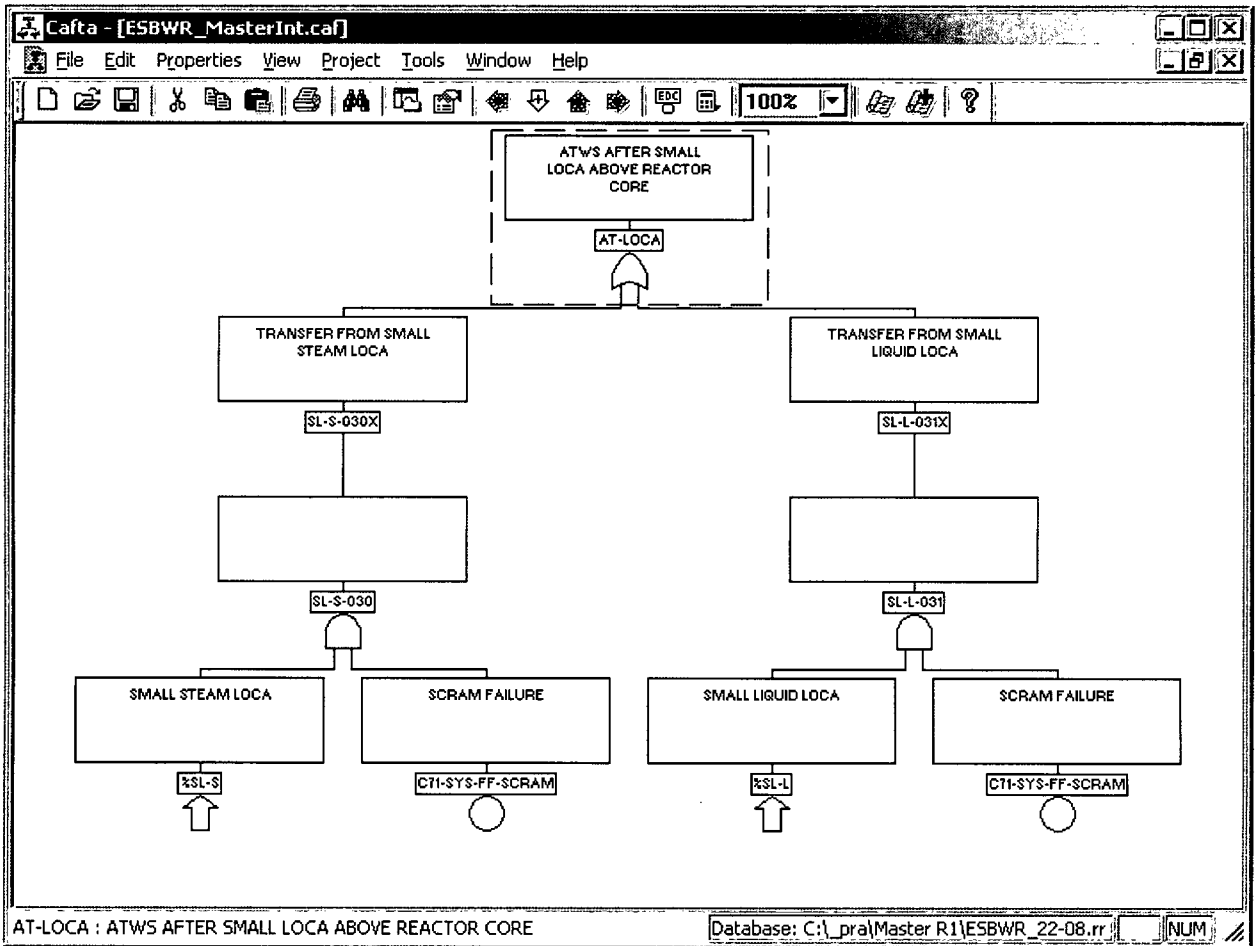 Cafta - [ESBWR_MasterInt.caf]
File Edit Properties View Project Tools Window Help
EDC 100%
ATWS AFTER SMALL
LOCA ABOVE REACTOR
CORE
AT-LOCA
TRANSFER FROM SMALL
STEAM LOCA
TRANSFER FROM SMALL
LIQUID LOCA
SL-S-030X
SL-L-031X
SL-S-030
SL-L-031
SMALL STEAM LOCA
SCRAM FAILURE
SMALL LIQUID LOCA
SCRAM FAILURE
%SL-S
C71-SYS-FF-SCRAM
%SL-L
C71-SYS-FF-SCRAM
AT-LOCA : ATWS AFTER SMALL LOCA ABOVE REACTOR CORE
Database: C:\_pra\Master R1\ESBWR_22-08.rr
NUM